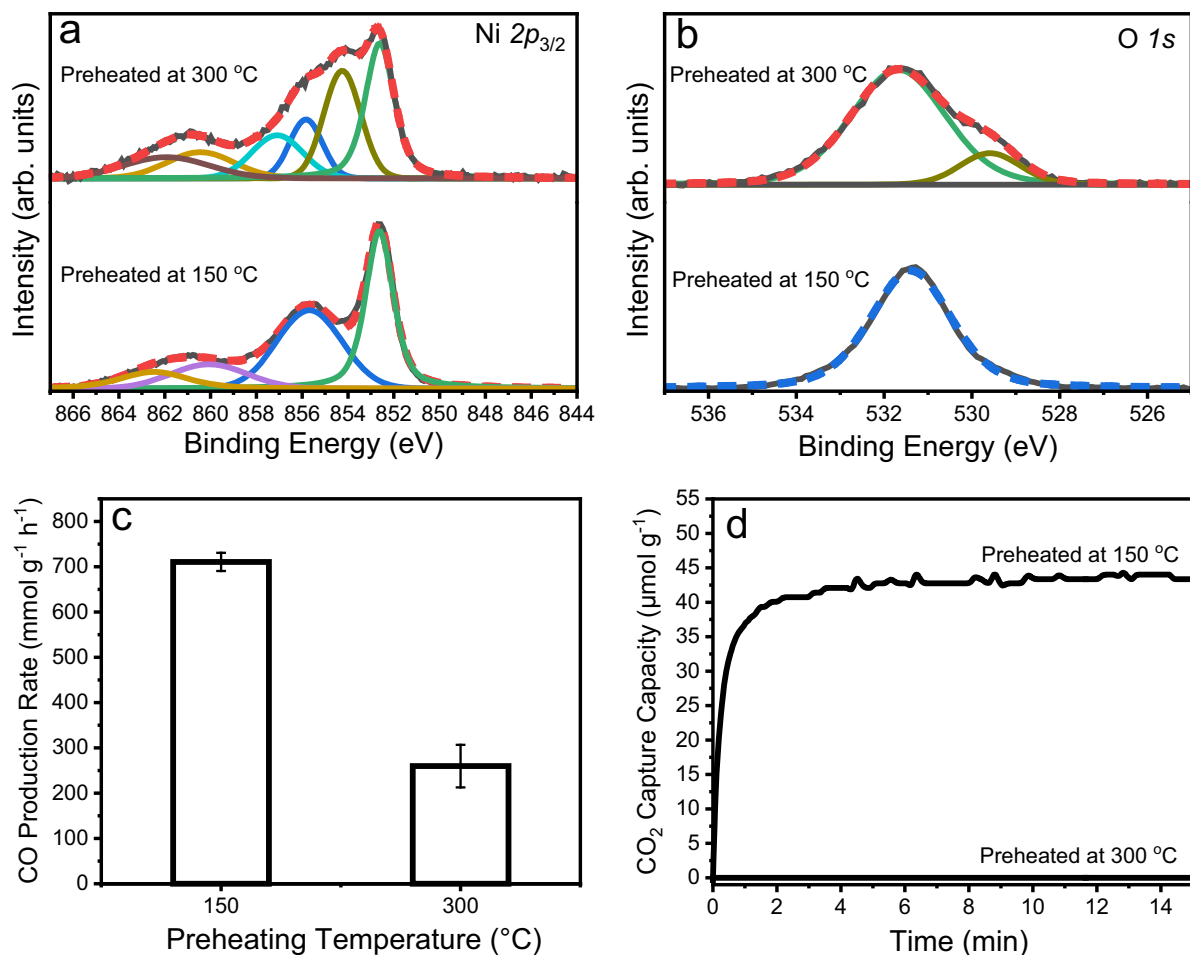 a
Ni 2p3/2
Preheated at 300 °C
Preheated at 150 °C
Intensity (arb. units)
866 864 862 860 858 856 854 852 850 848 846 844
Binding Energy (eV)
b
O 1s
Preheated at 300 °C
Preheated at 150 °C
Intensity (arb. units)
536 534 532 530 528 526
Binding Energy (eV)
c
800
700
600
500
400
300
200
100
0
CO Production Rate (mmol g⁻¹ h⁻¹)
150 300
Preheating Temperature (°C)
d
55
50
45
40
35
30
25
20
15
10
5
0
CO₂ Capture Capacity (μmol g⁻¹)
Preheated at 150 °C
Preheated at 300 °C
0 2 4 6 8 10 12 14
Time (min)